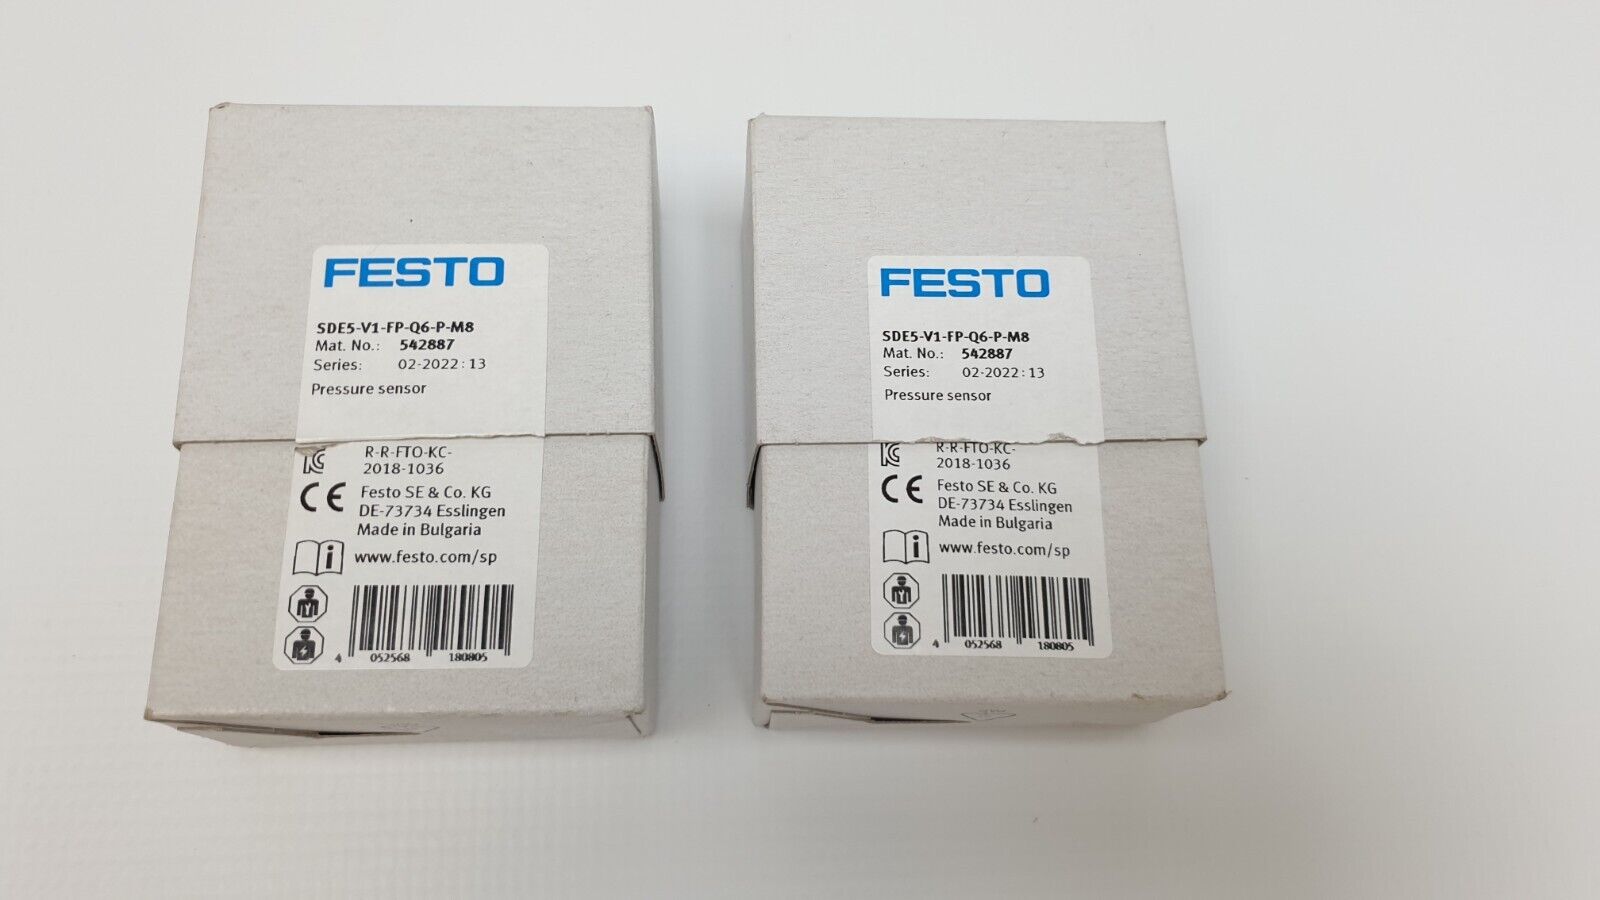 FESTO
SDE5-V1-FP-Q6-P-M8
Mat. No.: 542887
Series: 02-2022:13
Pressure sensor
R-R-FTO-KC-
2018-1036
CE Festo SE & Co. KG
DE-73734 Esslingen
Made in Bulgaria
www.festo.com/sp
4 052568 180805
FESTO
SDE5-V1-FP-Q6-P-M8
Mat. No.: 542887
Series: 02-2022:13
Pressure sensor
R-R-FTO-KC-
2018-1036
CE Festo SE & Co. KG
DE-73734 Esslingen
Made in Bulgaria
www.festo.com/sp
4 052568 180805